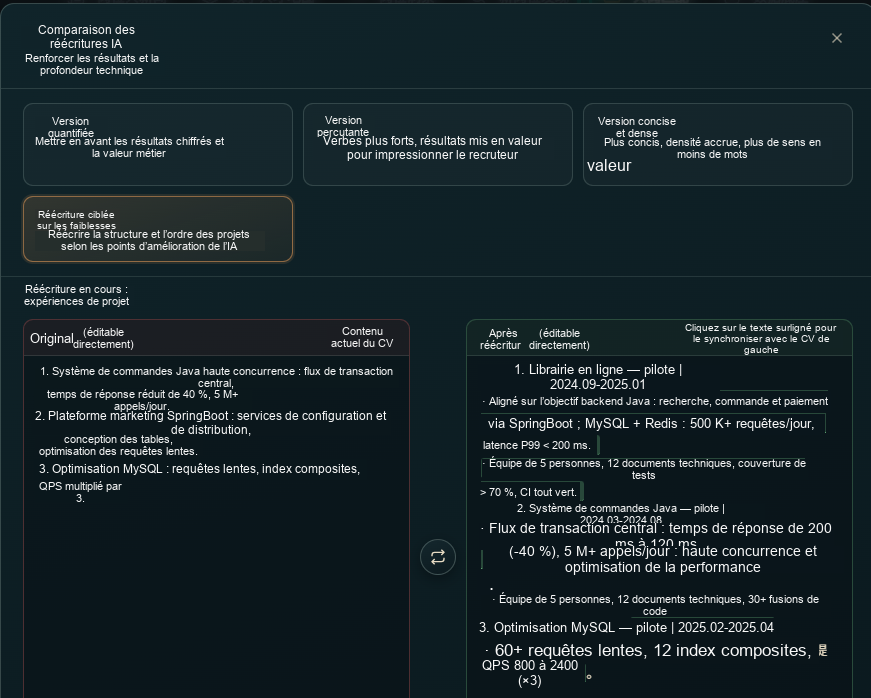 Comparaison des
réécritures IA
Renforcer les résultats et la
profondeur technique
Version
quantifiée
Mettre en avant les résultats chiffrés et
la valeur métier
Version
percutante
Verbes plus forts, résultats mis en valeur
pour impressionner le recruteur
Version concise
et dense
Plus concis, densité accrue, plus de sens en
moins de mots
valeur
Réécriture ciblée
sur les faiblesses
Réécrire la structure et l'ordre des projets
selon les points d'amélioration de l'IA
Réécriture en cours :
expériences de projet
Original
(éditable
directement)
Contenu
actuel du CV
1. Système de commandes Java haute concurrence : flux de transaction
central,
temps de réponse réduit de 40 %, 5 M+
appels/jour
2. Plateforme marketing SpringBoot : services de configuration et
de distribution,
conception des tables,
optimisation des requêtes lentes.
3. Optimisation MySQL : requêtes lentes, index composites,
QPS multiplié par
3.
Après
réécritur
(éditable
directement)
Cliquez sur le texte surligné pour
le synchroniser avec le CV de
gauche
1. Librairie en ligne — pilote |
2024.09-2025.01
· Aligné sur l'objectif backend Java : recherche, commande et paiement
via SpringBoot ; MySQL + Redis : 500 K+ requêtes/jour,
latence P99 < 200 ms.
· Équipe de 5 personnes, 12 documents techniques, couverture de
tests
> 70 %, CI tout vert.
2. Système de commandes Java — pilote |
2024.03-2024.08
· Flux de transaction central : temps de réponse de 200
ms à 120 ms
(-40 %), 5 M+ appels/jour : haute concurrence et
optimisation de la performance
.
· Équipe de 5 personnes, 12 documents techniques, 30+ fusions de
code
3. Optimisation MySQL — pilote | 2025.02-2025.04
· 60+ requêtes lentes, 12 index composites,
QPS 800 à 2400
(×3)
。